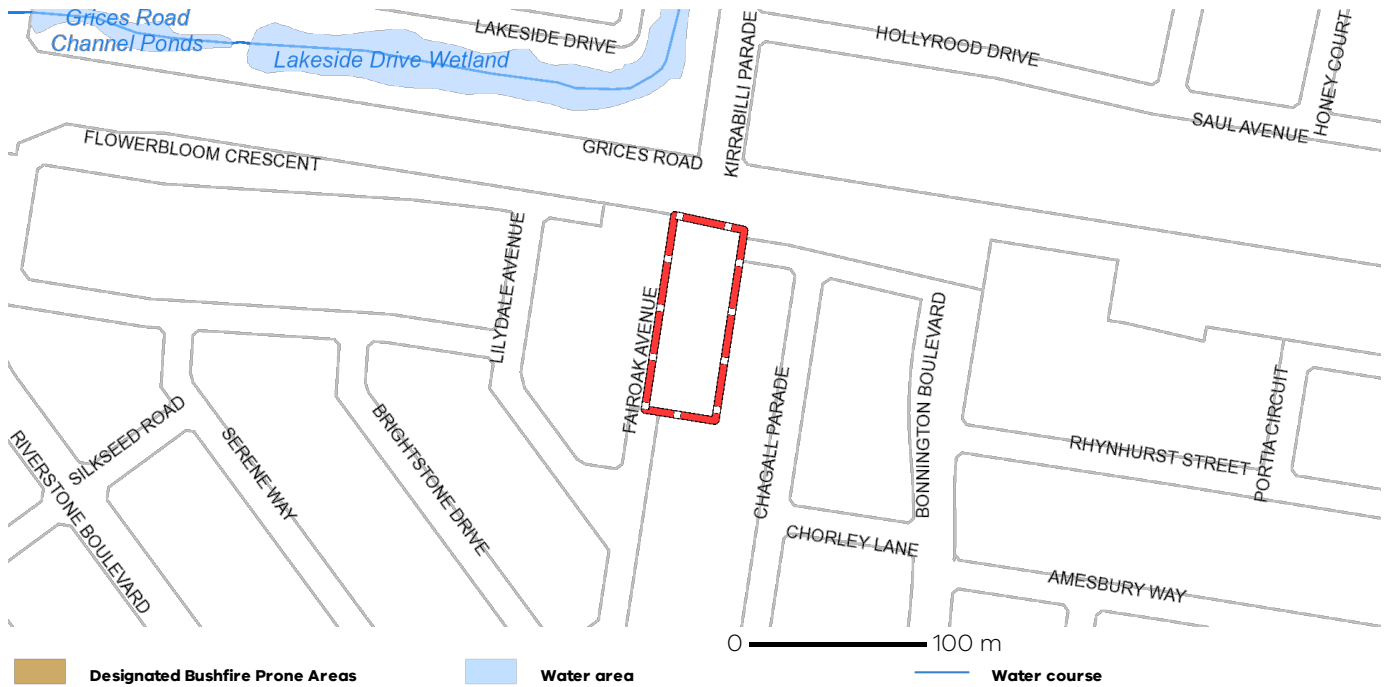 Grices Road
Channel Ponds
Lakeside Drive Wetland
LAKESIDE DRIVE
KIRRABILLI PARADE
HOLLYROOD DRIVE
HONEY COURT
SAUL AVENUE
FLOWERBLOOM CRESCENT
GRICES ROAD
LILYDALE AVENUE
FAIROAK AVENUE
BONNINGTON BOULEVARD
CHAGALL PARADE
PORTIA CIRCUIT
RHYNHURST STREET
SILKSEED ROAD
RIVERSTONE BOULEVARD
SERENE WAY
BRIGHTSTONE DRIVE
CHORLEY LANE
AMESBURY WAY
0 100 m
Designated Bushfire Prone Areas Water area Water course